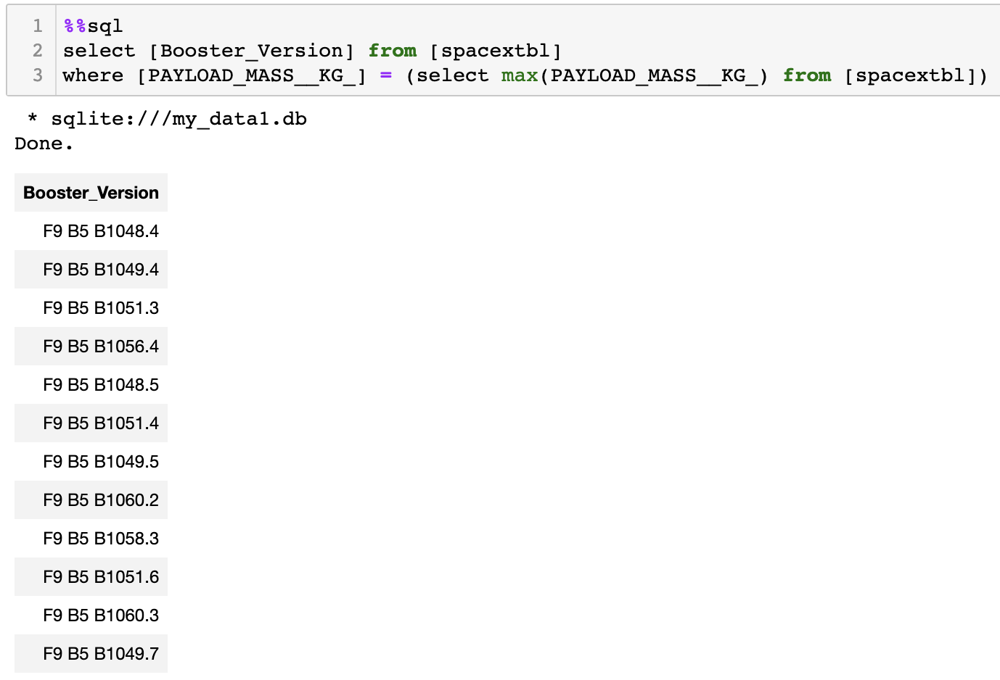 1 %%sql
2 select [Booster_Version] from [spacextbl]
3 where [PAYLOAD_MASS__KG_] = (select max(PAYLOAD_MASS__KG_) from [spacextbl])
* sqlite:///my_data1.db
Done.
Booster_Version
F9 B5 B1048.4
F9 B5 B1049.4
F9 B5 B1051.3
F9 B5 B1056.4
F9 B5 B1048.5
F9 B5 B1051.4
F9 B5 B1049.5
F9 B5 B1060.2
F9 B5 B1058.3
F9 B5 B1051.6
F9 B5 B1060.3
F9 B5 B1049.7